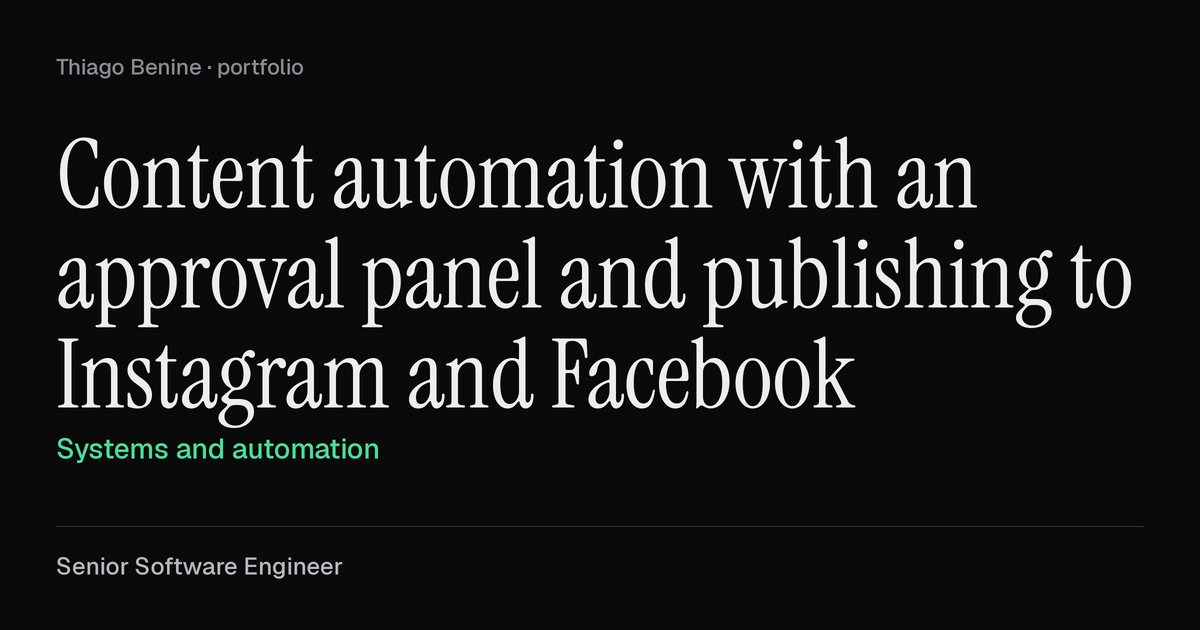 Thiago Benine · portfolio
Content automation with an
approval panel and publishing to
Instagram and Facebook
Systems and automation
Senior Software Engineer